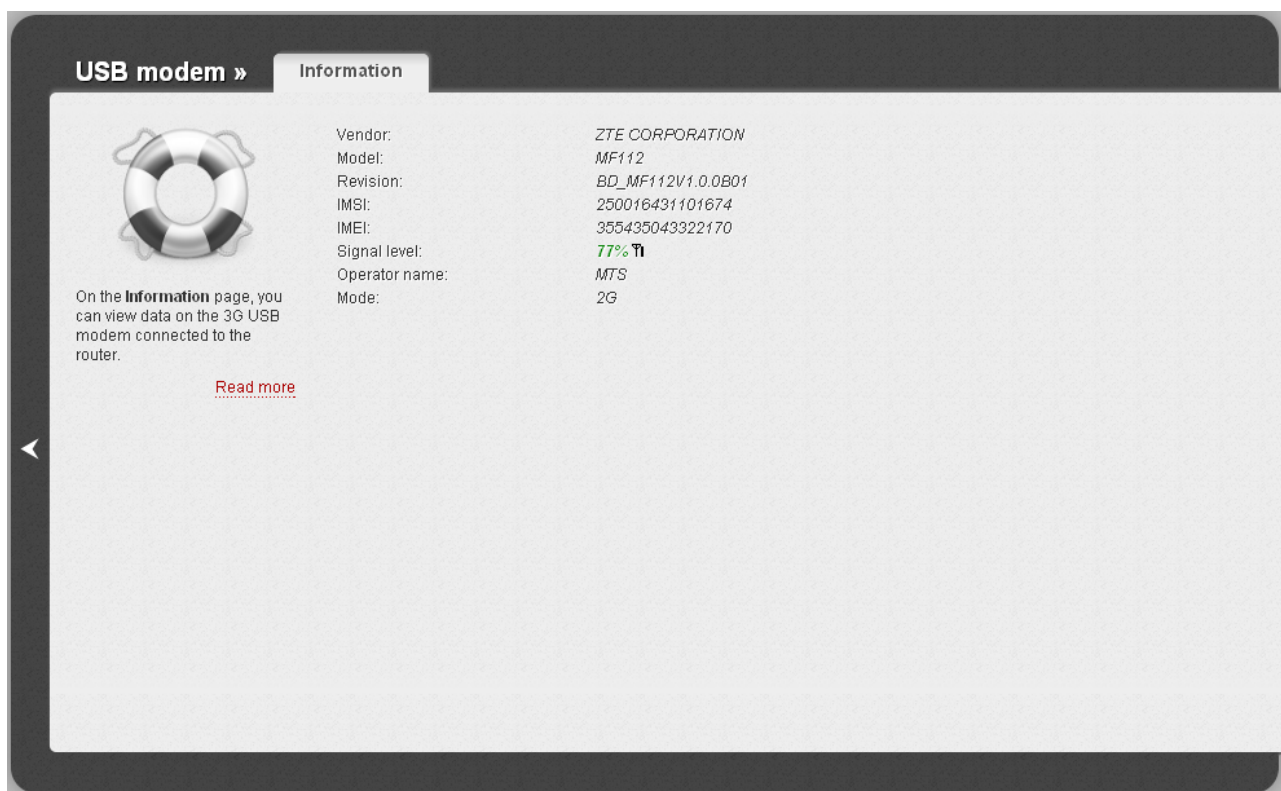 USB modem »
Information
On the Information page, you
can view data on the 3G USB
modem connected to the
router.
Read more
Vendor: ZTE CORPORATION
Model: MF112
Revision: BD_MF112V1.0.0B01
IMSI: 250016431101674
IMEI: 355435043322170
Signal level: 77%
Operator name: MTS
Mode: 2G